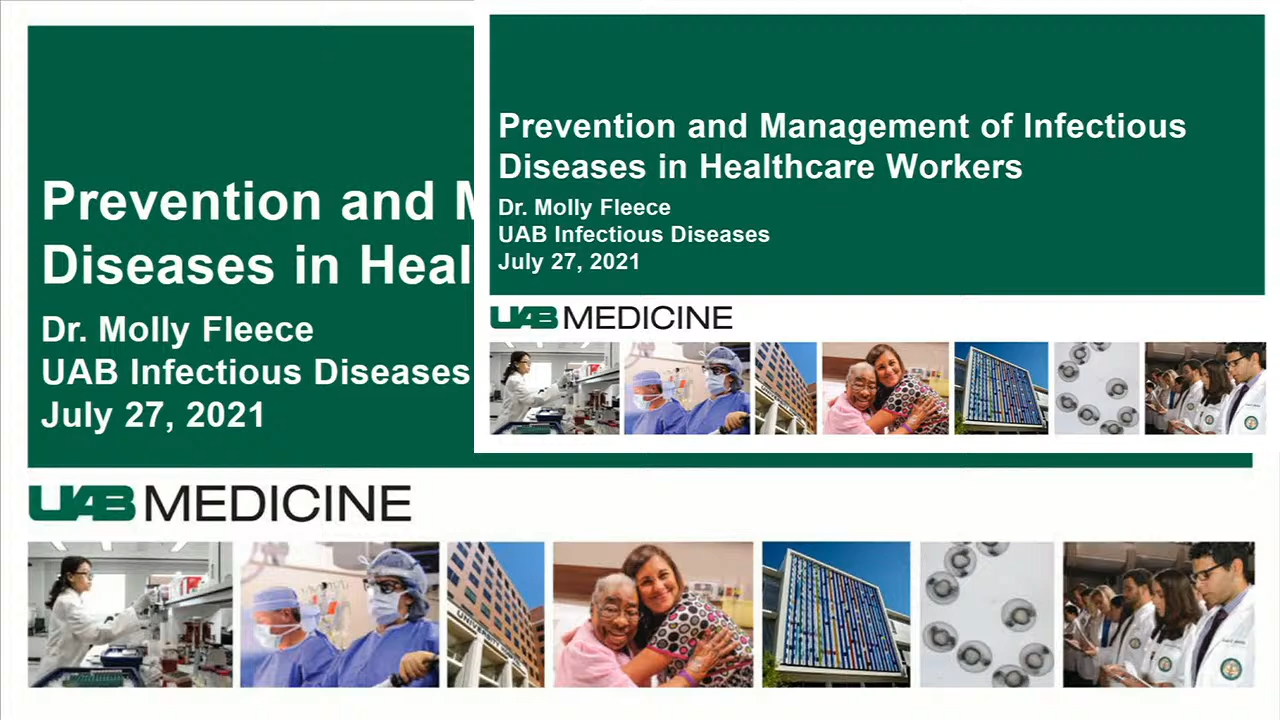 Prevention and M
Diseases in Heal
Dr. Molly Fleece
UAB Infectious Diseases
July 27, 2021
UAB MEDICINE
Prevention and Management of Infectious
Diseases in Healthcare Workers
Dr. Molly Fleece
UAB Infectious Diseases
July 27, 2021
UAB MEDICINE